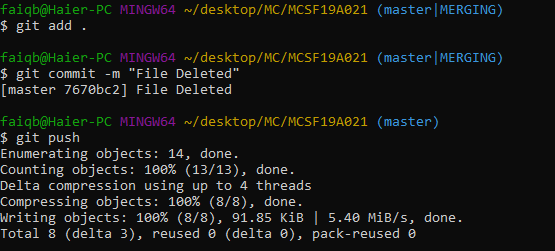 faiqb@Haier-PC MINGW64 ~/desktop/MC/MCSF19A021 (master|MERGING)
$ git add .
faiqb@Haier-PC MINGW64 ~/desktop/MC/MCSF19A021 (master|MERGING)
$ git commit -m "File Deleted"
[master 7670bc2] File Deleted
faiqb@Haier-PC MINGW64 ~/desktop/MC/MCSF19A021 (master)
$ git push
Enumerating objects: 14, done.
Counting objects: 100% (13/13), done.
Delta compression using up to 4 threads
Compressing objects: 100% (8/8), done.
Writing objects: 100% (8/8), 91.85 KiB | 5.40 MiB/s, done.
Total 8 (delta 3), reused 0 (delta 0), pack-reused 0